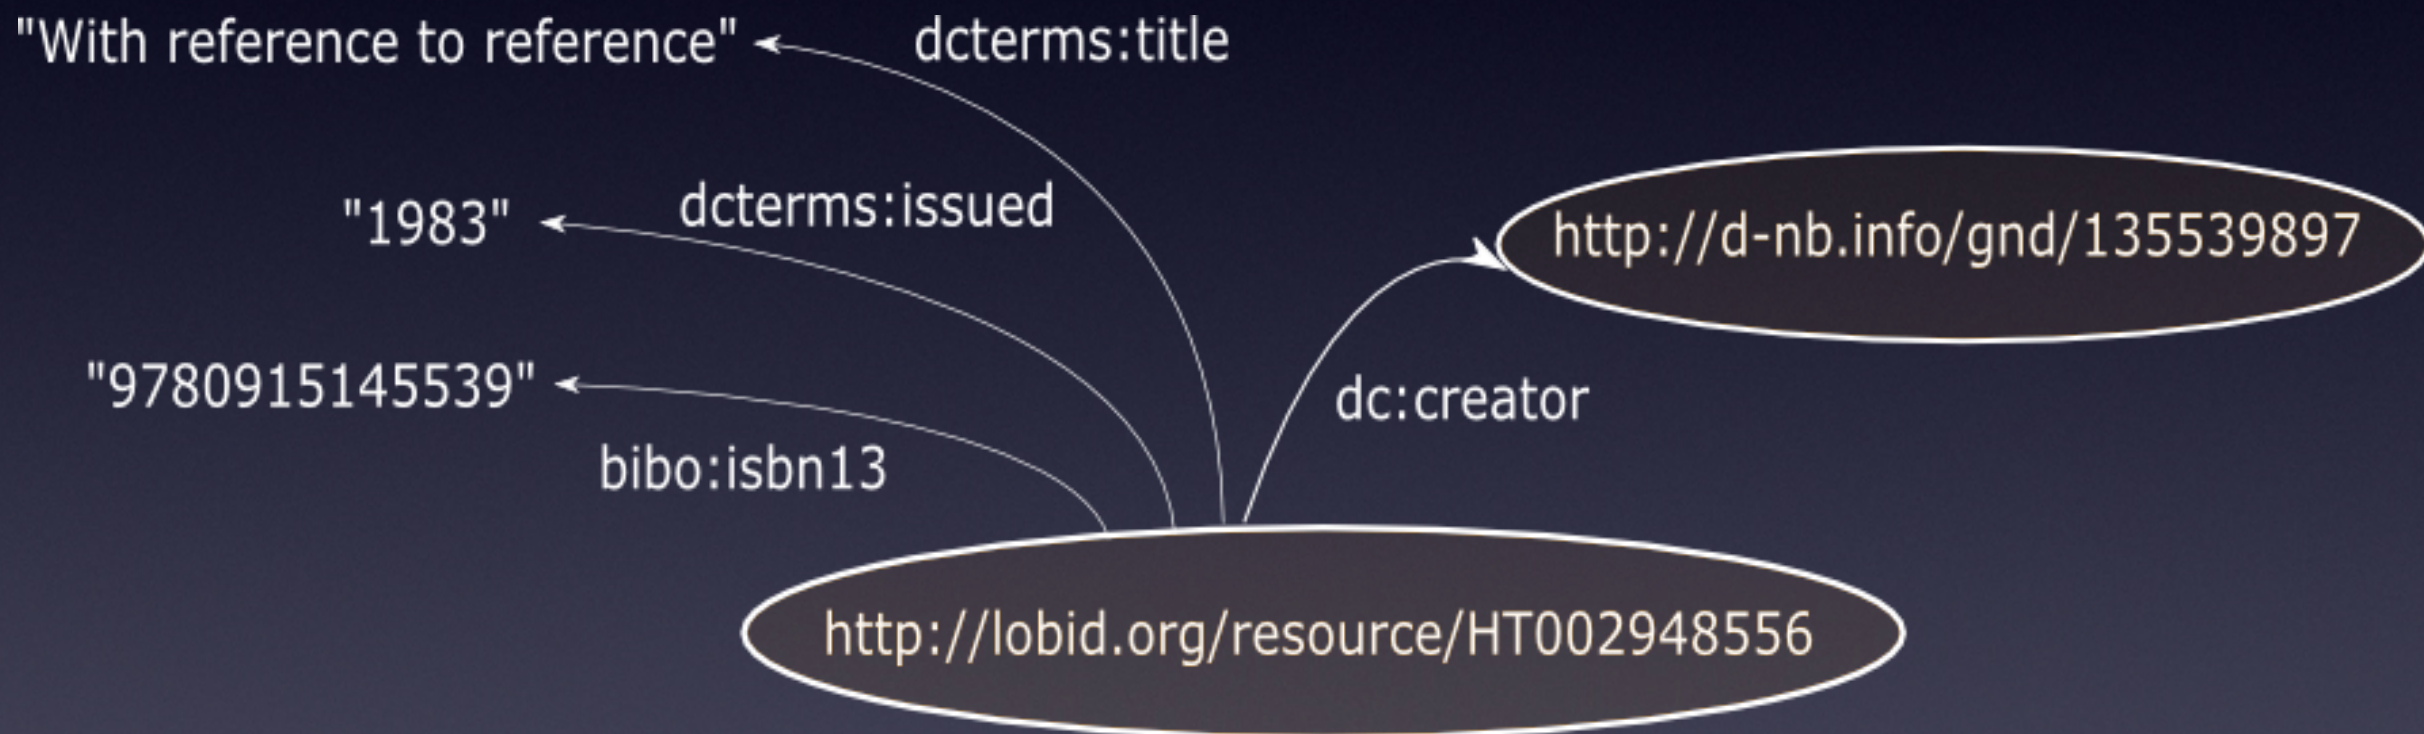 "With reference to reference"
dcterms:title
"1983"
dcterms:issued
http://d-nb.info/gnd/135539897
"9780915145539"
dc:creator
bibo:isbn13
http://lobid.org/resource/HT002948556